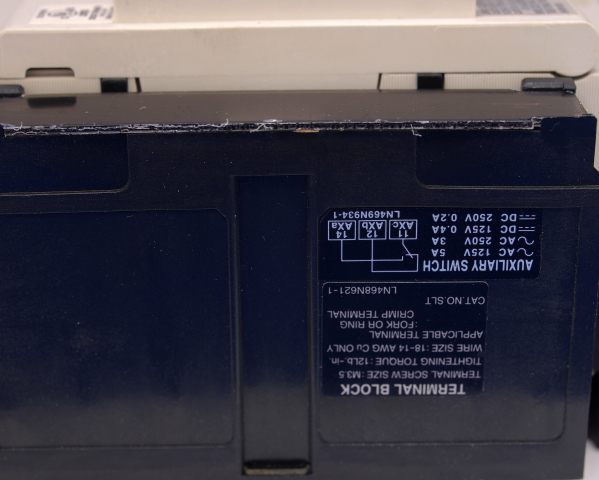 TERMINAL BLOCK
TERMINAL SCREW SIZE : M3.5
TIGHTENING TORQUE : 12Lb.-in.
WIRE SIZE : 18-14 AWG Cu ONLY
APPLICABLE TERMINAL
: FORK OR RING
CRIMP TERMINAL
CAT.NO.SLT
LN468N621-1
AUXILIARY SWITCH
AC 125V 5A
AC 250V 3A
DC 125V 0.4A
DC 250V 0.2A
11 12 14
AXc AXb AXa
LN469N934-1